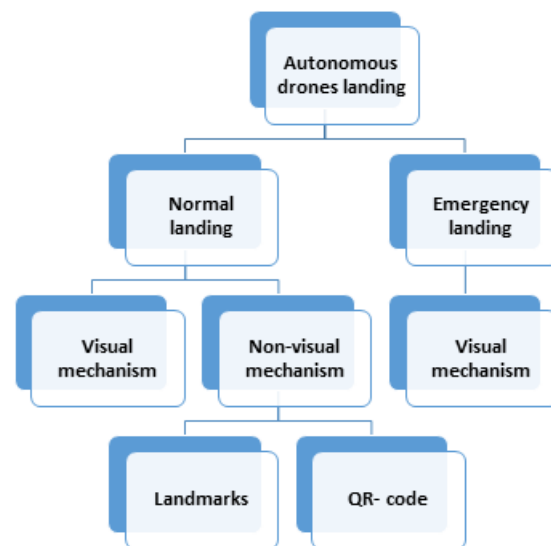 Autonomous
drones landing
Normal
landing
Emergency
landing
Visual
mechanism
Non-visual
mechanism
Visual
mechanism
Landmarks
QR- code